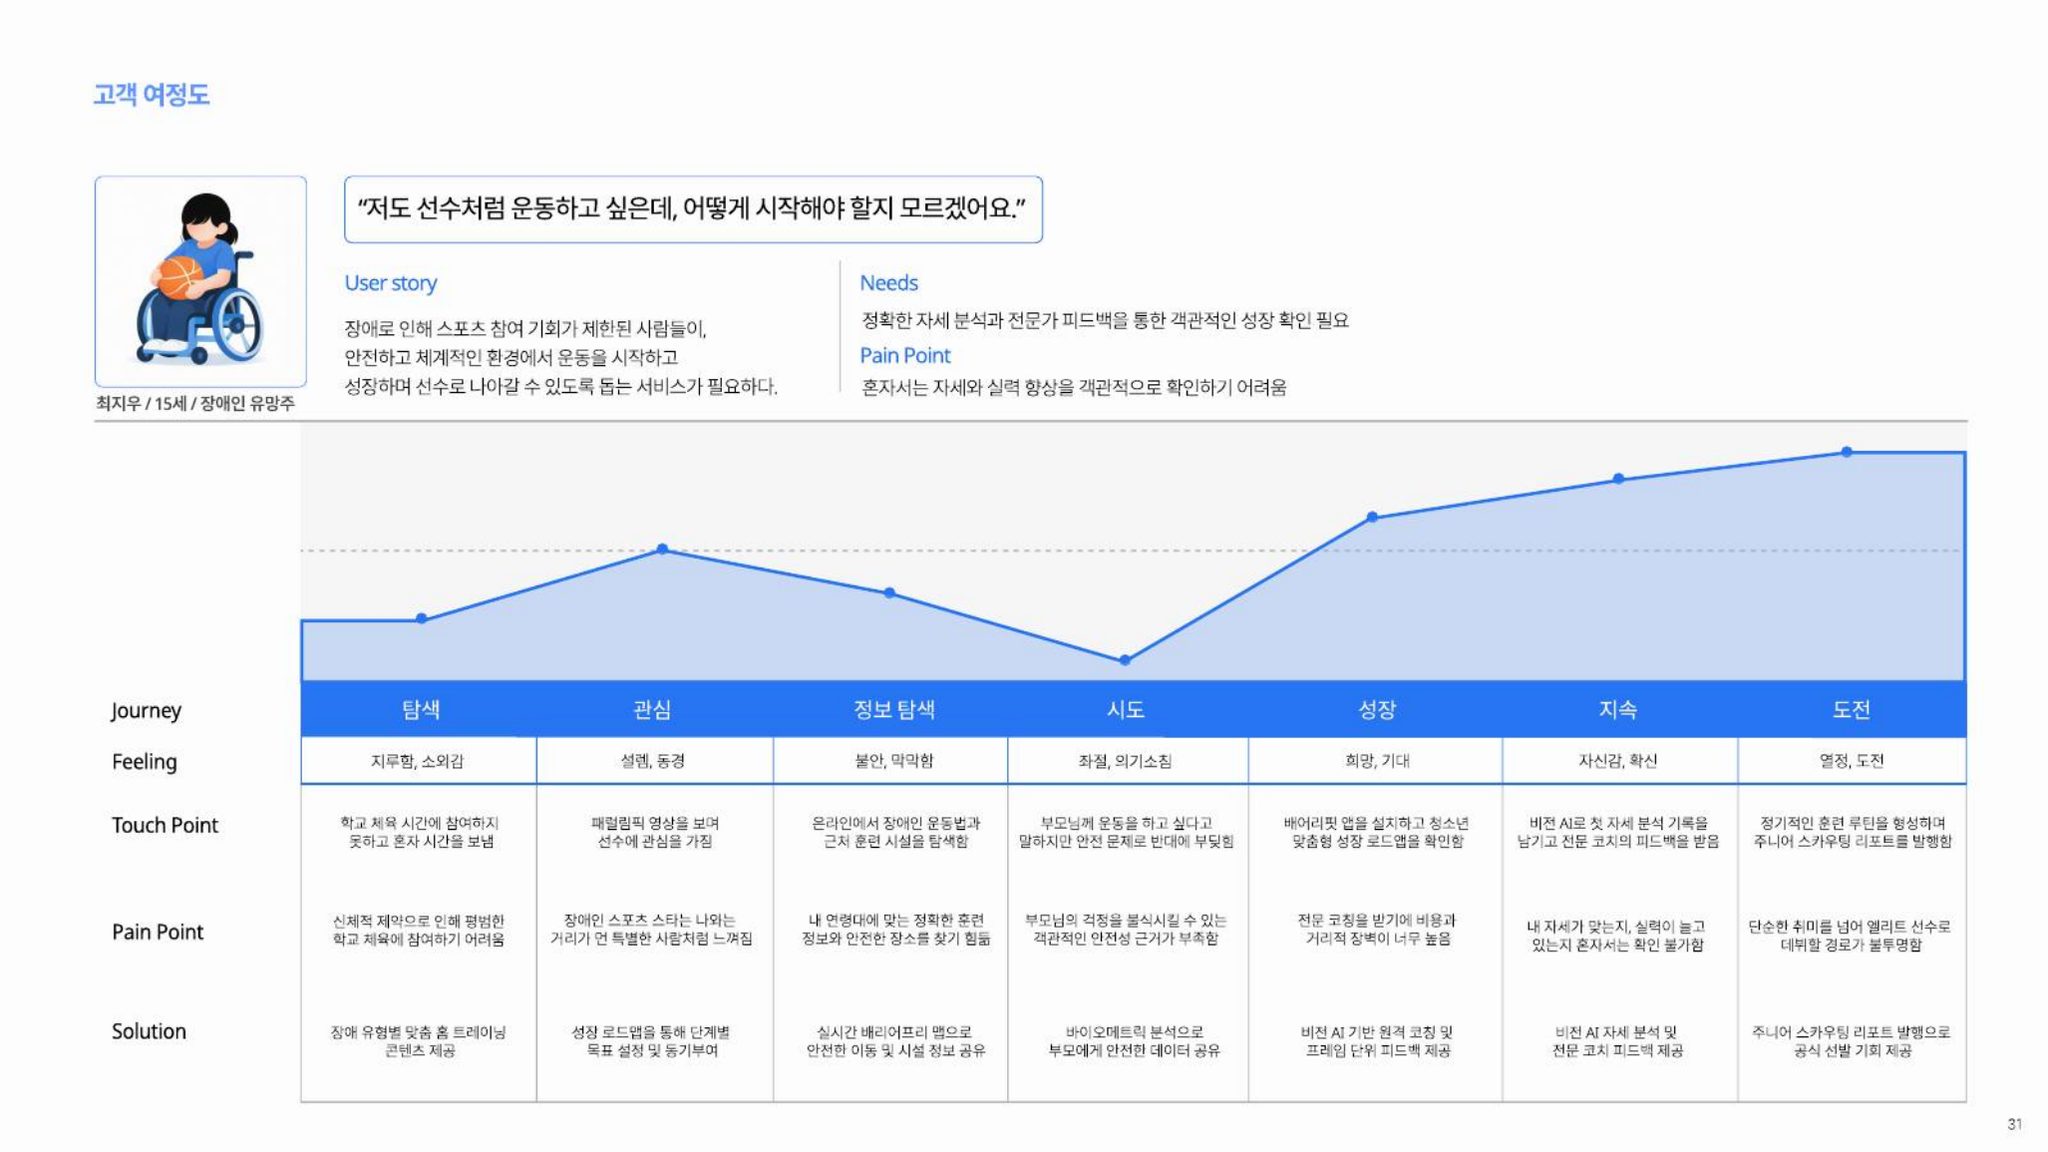 고객 여정도
“저도 선수처럼 운동하고 싶은데, 어떻게 시작해야 할지 모르겠어요.”
최지우 / 15세 / 장애인 유망주
User story
장애로 인해 스포츠 참여 기회가 제한된 사람들이,
안전하고 체계적인 환경에서 운동을 시작하고
성장하며 선수로 나아갈 수 있도록 돕는 서비스가 필요하다.
Needs
정확한 자세 분석과 전문가 피드백을 통한 객관적인 성장 확인 필요
Pain Point
혼자서는 자세와 실력 향상을 객관적으로 확인하기 어려움
Journey
탐색
관심
정보 탐색
시도
성장
지속
도전
Feeling
지루함, 소외감
설렘, 동경
불안, 막막함
좌절, 의기소침
희망, 기대
자신감, 확신
열정, 도전
Touch Point
학교 체육 시간에 참여하지
못하고 혼자 시간을 보냄
패럴림픽 영상을 보며
선수에 관심을 가짐
온라인에서 장애인 운동법과
근처 훈련 시설을 탐색함
부모님께 운동을 하고 싶다고
말하지만 안전 문제로 반대에 부딪힘
배어리핏 앱을 설치하고 청소년
맞춤형 성장 로드앱을 확인함
비전 AI로 첫 자세 분석 기록을
남기고 전문 코치의 피드백을 받음
정기적인 훈련 루틴을 형성하며
주니어 스카우팅 리포트를 발행함
Pain Point
신체적 제약으로 인해 평범한
학교 체육에 참여하기 어려움
장애인 스포츠 스타는 나와는
거리가 먼 특별한 사람처럼 느껴짐
내 연령대에 맞는 정확한 훈련
정보와 안전한 장소를 찾기 힘듦
부모님의 걱정을 불식시킬 수 있는
객관적인 안전성 근거가 부족함
전문 코칭을 받기에 비용과
거리적 장벽이 너무 높음
내 자세가 맞는지, 실력이 늘고
있는지 혼자서는 확인 불가함
단순한 취미를 넘어 엘리트 선수로
데뷔할 경로가 불투명함
Solution
장애 유형별 맞춤 홈 트레이닝
콘텐츠 제공
성장 로드맵을 통해 단계별
목표 설정 및 동기부여
실시간 배리어프리 맵으로
안전한 이동 및 시설 정보 공유
바이오메트릭 분석으로
부모에게 안전한 데이터 공유
비전 AI 기반 원격 코칭 및
프레임 단위 피드백 제공
비전 AI 자세 분석 및
전문 코치 피드백 제공
주니어 스카우팅 리포트 발행으로
공식 선발 기회 제공
31